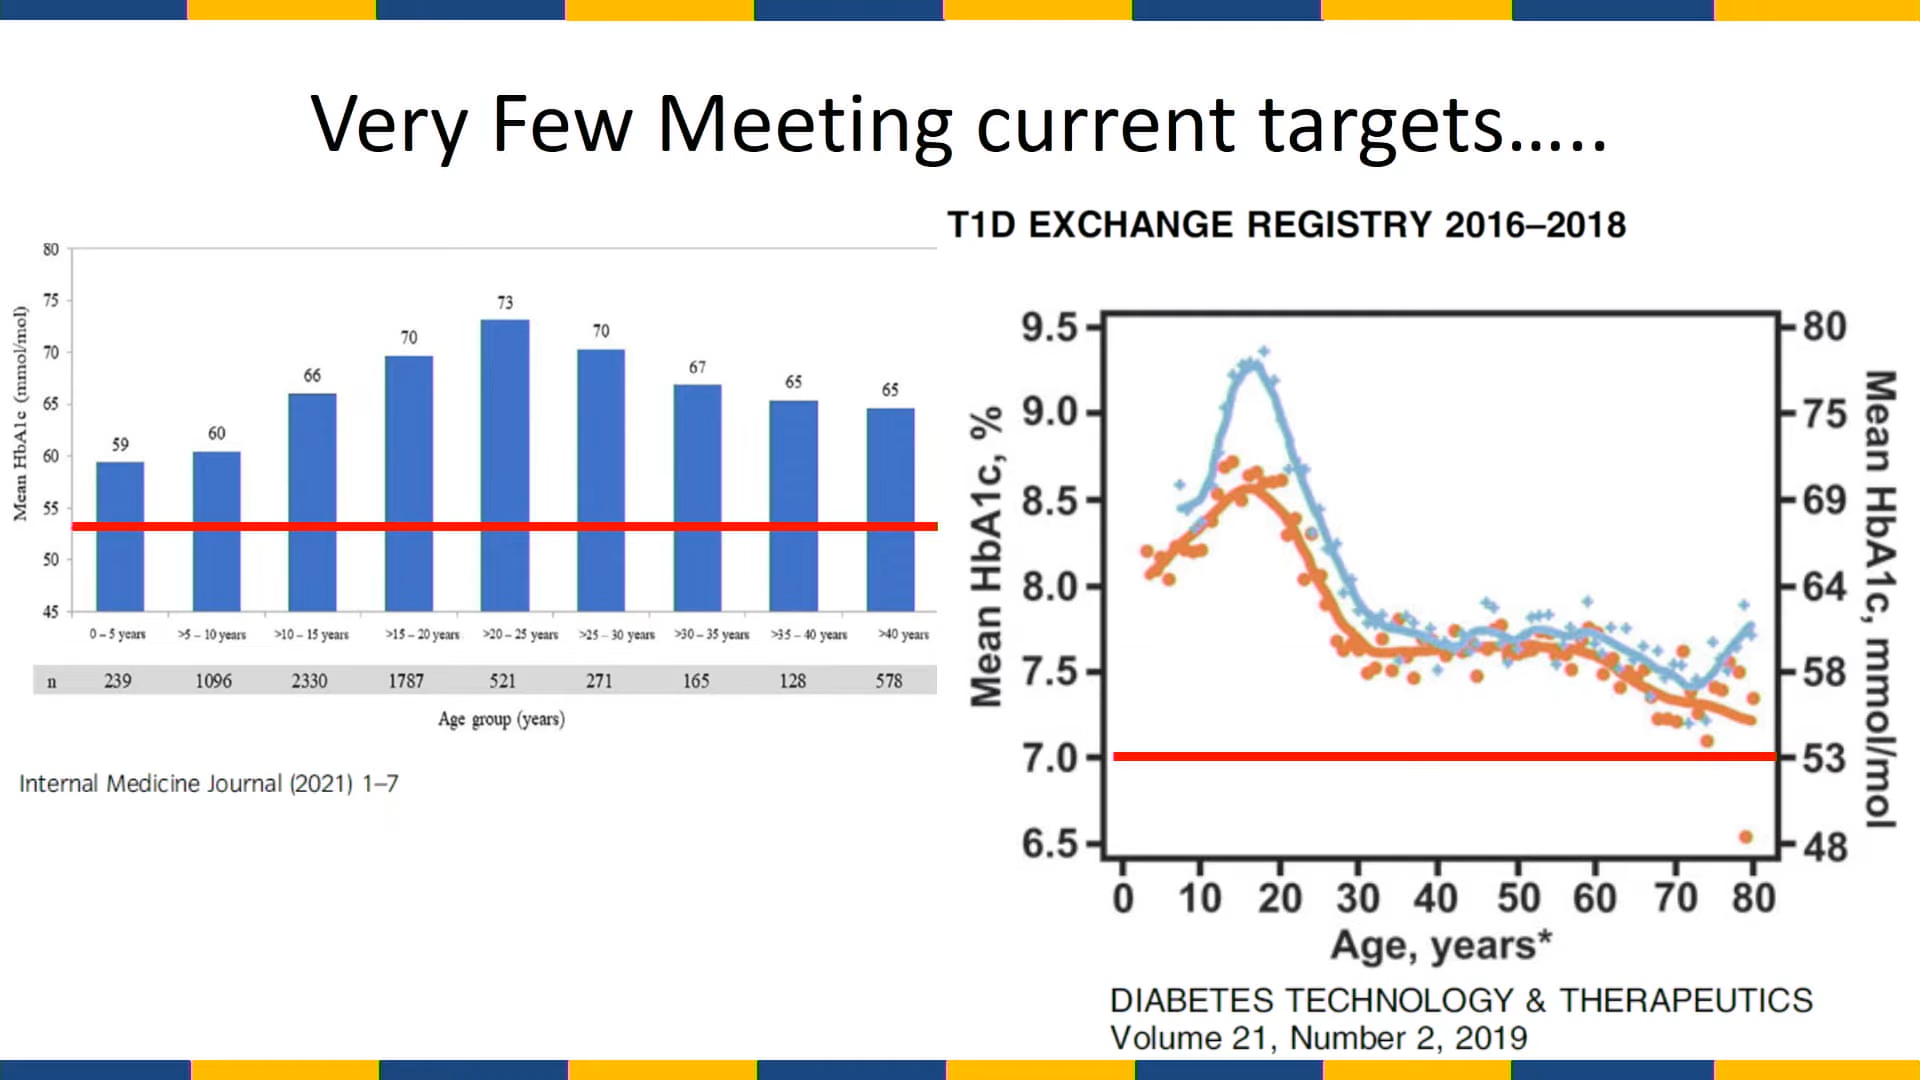 Very Few Meeting current targets.....
80
75
70
65
60
55
50
45
Mean HbA1c (mmol/mol)
59
60
66
70
73
70
67
65
65
0 – 5 years >5 – 10 years >10 – 15 years >15 – 20 years >20 – 25 years >25 – 30 years >30 – 35 years >35 – 40 years >40 years
n 239 1096 2330 1787 521 271 165 128 578
Age group (years)
Internal Medicine Journal (2021) 1–7
T1D EXCHANGE REGISTRY 2016–2018
Mean HbA1c, %
9.5
9.0
8.5
8.0
7.5
7.0
6.5
80
75
69
64
58
53
48
Mean HbA1c, mmol/mol
0 10 20 30 40 50 60 70 80
Age, years*
DIABETES TECHNOLOGY & THERAPEUTICS
Volume 21, Number 2, 2019